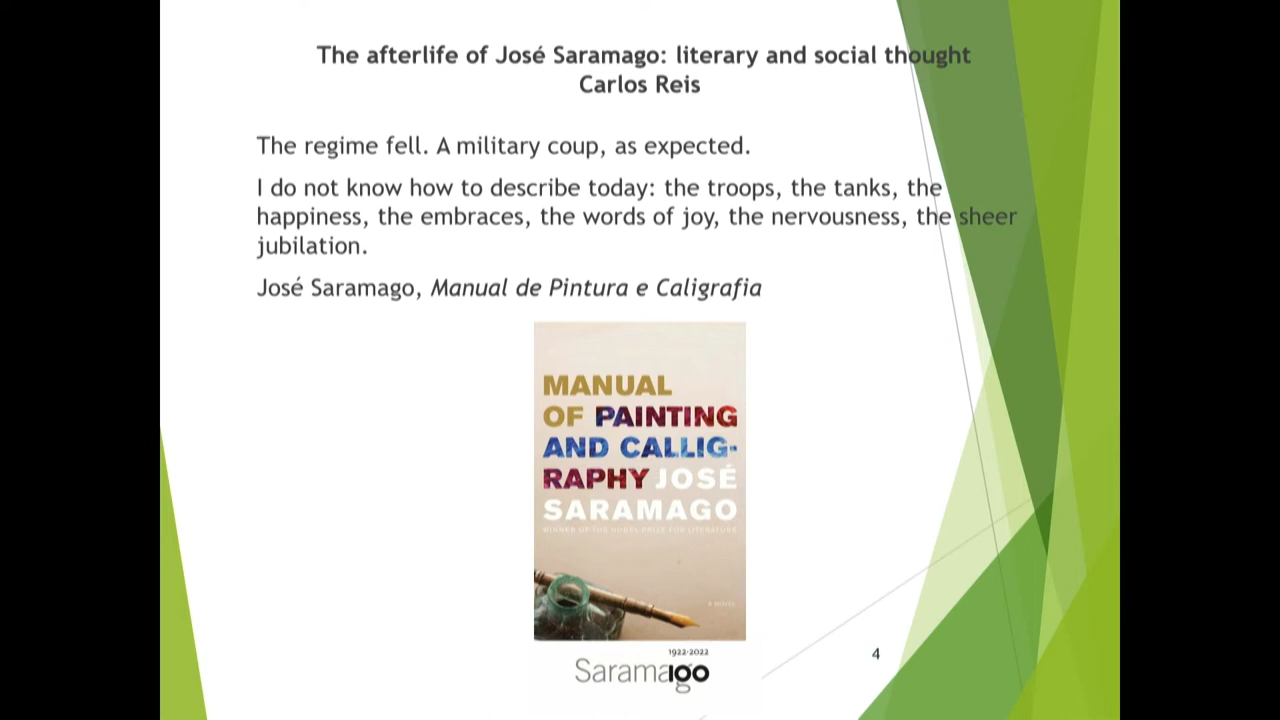 The afterlife of José Saramago: literary and social thought
Carlos Reis
The regime fell. A military coup, as expected.
I do not know how to describe today: the troops, the tanks, the
happiness, the embraces, the words of joy, the nervousness, the sheer
jubilation.
José Saramago, Manual de Pintura e Caligrafia
MANUAL
OF PAINTING
AND CALLIG-
RAPHY JOSÉ
SARAMAGO
WINNER OF THE NOBEL PRIZE FOR LITERATURE
A NOVEL
1922-2022
Saramago
100
4